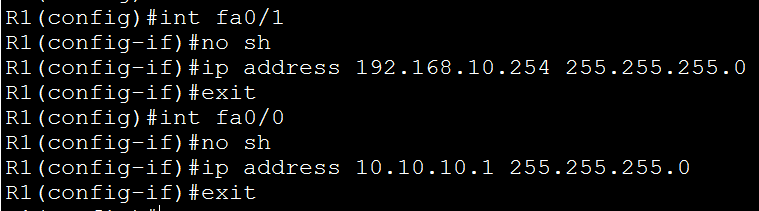 R1(config)#int fa0/1
R1(config-if)#no sh
R1(config-if)#ip address 192.168.10.254 255.255.255.0
R1(config-if)#exit
R1(config)#int fa0/0
R1(config-if)#no sh
R1(config-if)#ip address 10.10.10.1 255.255.255.0
R1(config-if)#exit